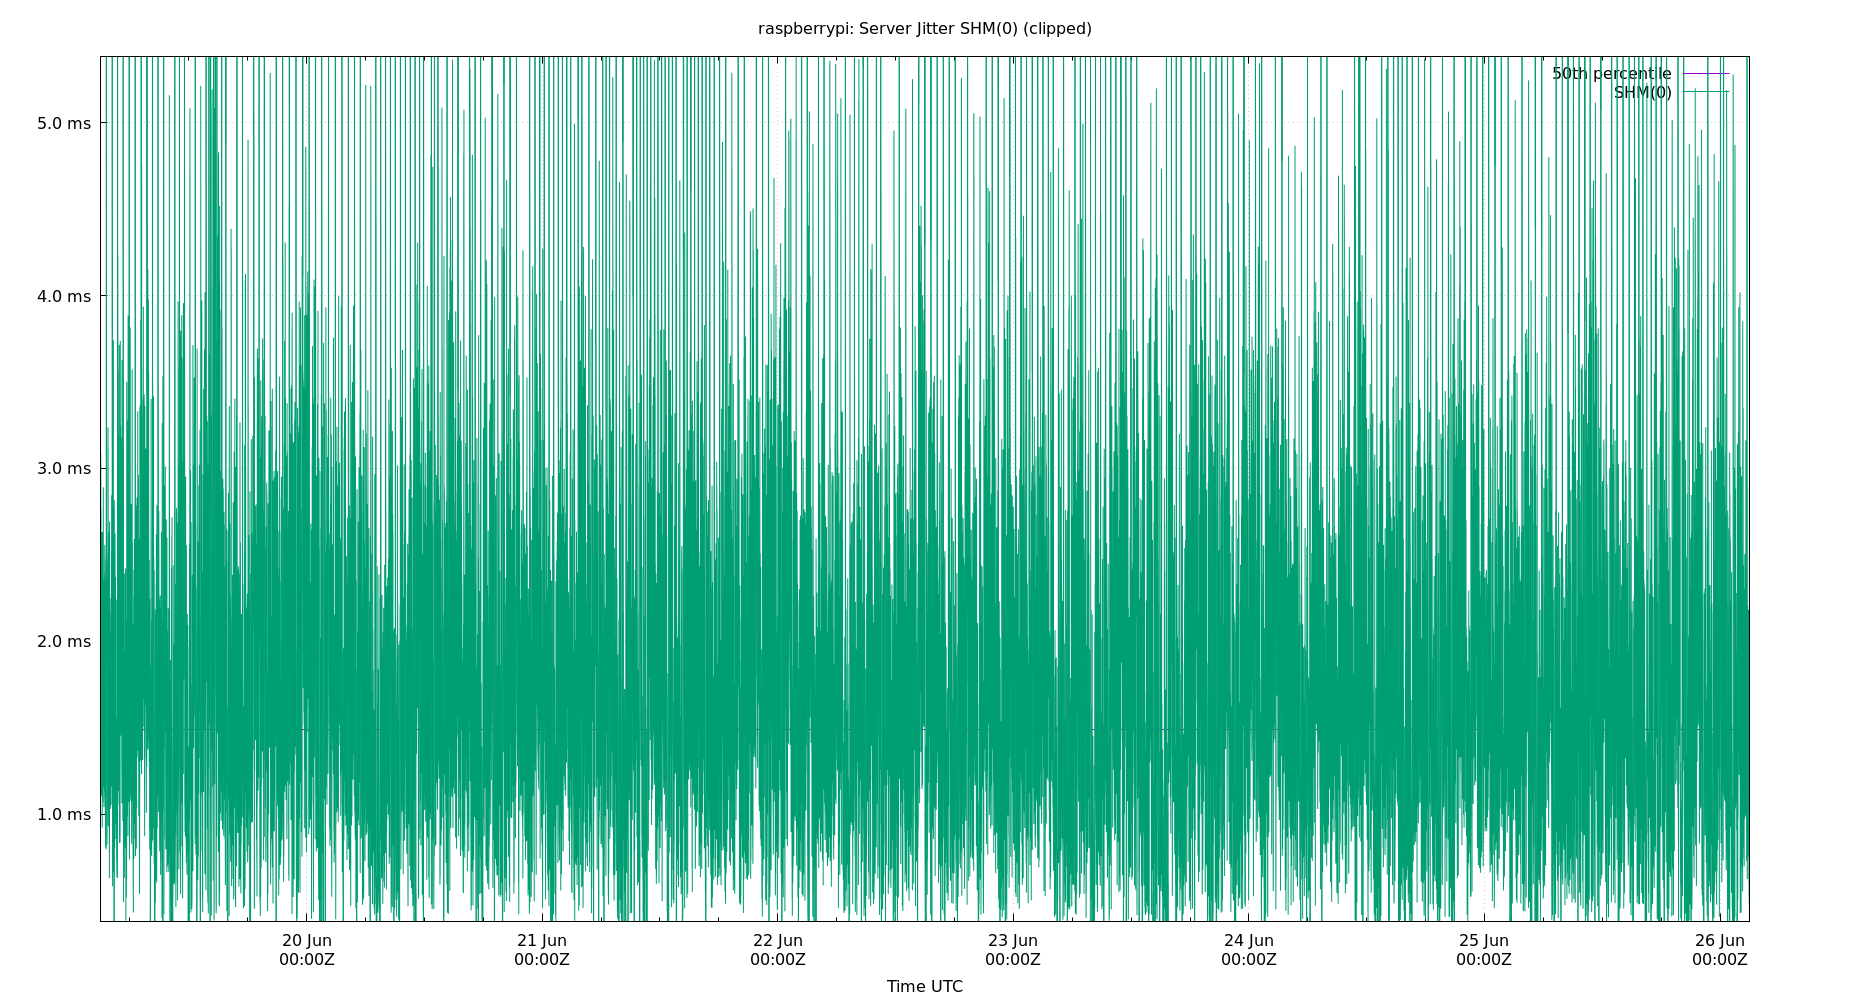 raspberrypi: Server Jitter SHM(0) (clipped)
50th percentile
SHM(0)
5.0 ms
4.0 ms
3.0 ms
2.0 ms
1.0 ms
20 Jun 21 Jun 22 Jun 23 Jun 24 Jun 25 Jun 26 Jun
00:00Z 00:00Z 00:00Z 00:00Z 00:00Z 00:00Z 00:00Z
Time UTC